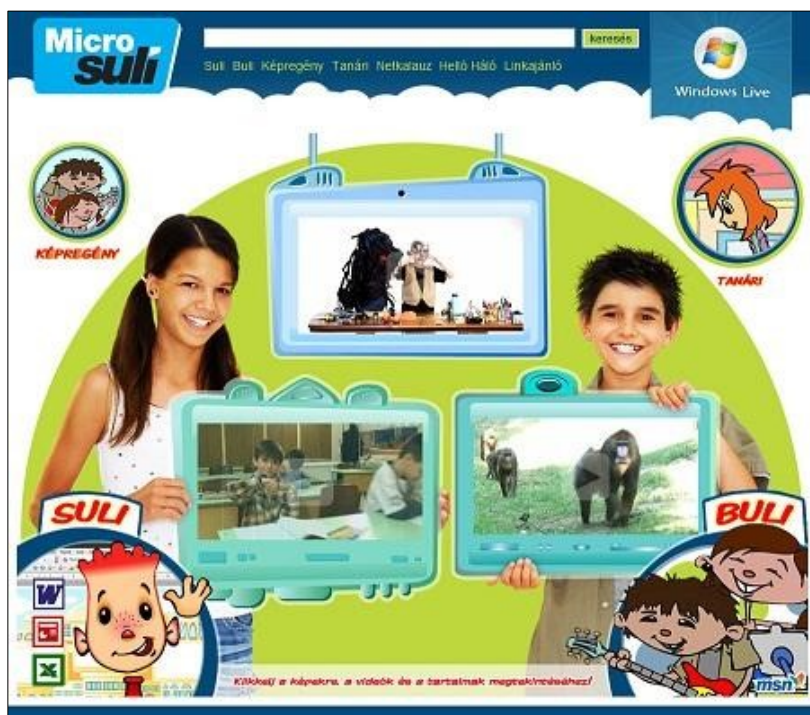 Micro
suli
keresés
Suli Buli Képregény Tanári Netkalauz Helló Háló Linkajánló
Windows Live
KÉPREGÉNY
TANÁRI
SULI
BULI
W
X
Klikkelj a képekre, a videók és a tartalmak megtekintéséhez!
msn